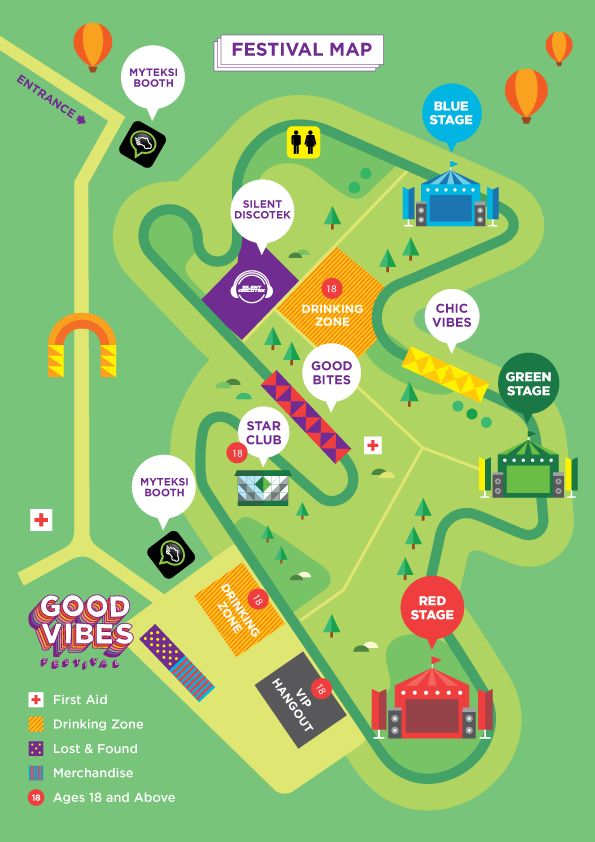 FESTIVAL MAP
MYTEKSI
BOOTH
ENTRANCE
BLUE
STAGE
SILENT
DISCOTEK
SILENT
DISCOTEK
18
DRINKING
ZONE
CHIC
VIBES
GOOD
BITES
GREEN
STAGE
STAR
CLUB
18
MYTEKSI
BOOTH
DRINKING
ZONE
18
RED
STAGE
GOOD
VIBES
FESTIVAL
VIP
HANGOUT
18
First Aid
Drinking Zone
Lost & Found
Merchandise
18 Ages 18 and Above